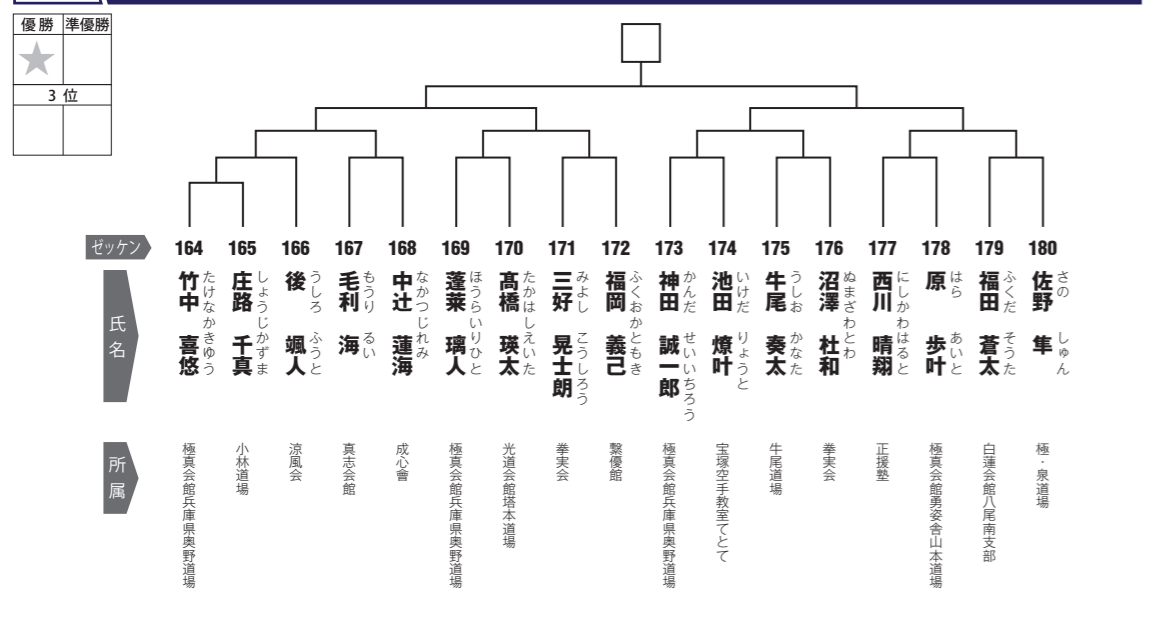 優勝 準優勝
3 位
ゼッケン 164 165 166 167 168 169 170 171 172 173 174 175 176 177 178 179 180
氏名
竹中 喜悠 たけなかきゆう
庄路 千真 しょうじかずま
後 颯人 うしろ ふうと
毛利 海 もうり るい
中辻 蓮海 なかつじれみ
蓬莱 璃人 ほうらいりひと
髙橋 瑛太 たかはしえいた
三好 晃士朗 みよし こうしろう
福岡 義己 ふくおかともき
神田 誠一郎 かんだ せいいちろう
池田 燎叶 いけだ りょうと
牛尾 奏太 うしお かなた
沼澤 杜和 ぬまざわとわ
西川 晴翔 にしかわはると
原 歩叶 はら あいと
福田 蒼太 ふくだ そうた
佐野 隼 さの しゅん
所属
極真会館兵庫県奥野道場
小林道場
涼風会
真志会館
成心會
極真会館兵庫県奥野道場
光道会館塔本道場
拳実会
繋優館
極真会館兵庫県奥野道場
宝塚空手教室てとて
牛尾道場
拳実会
正援塾
極真会館勇姿舎山本道場
白蓮会館八尾南支部
極・泉道場